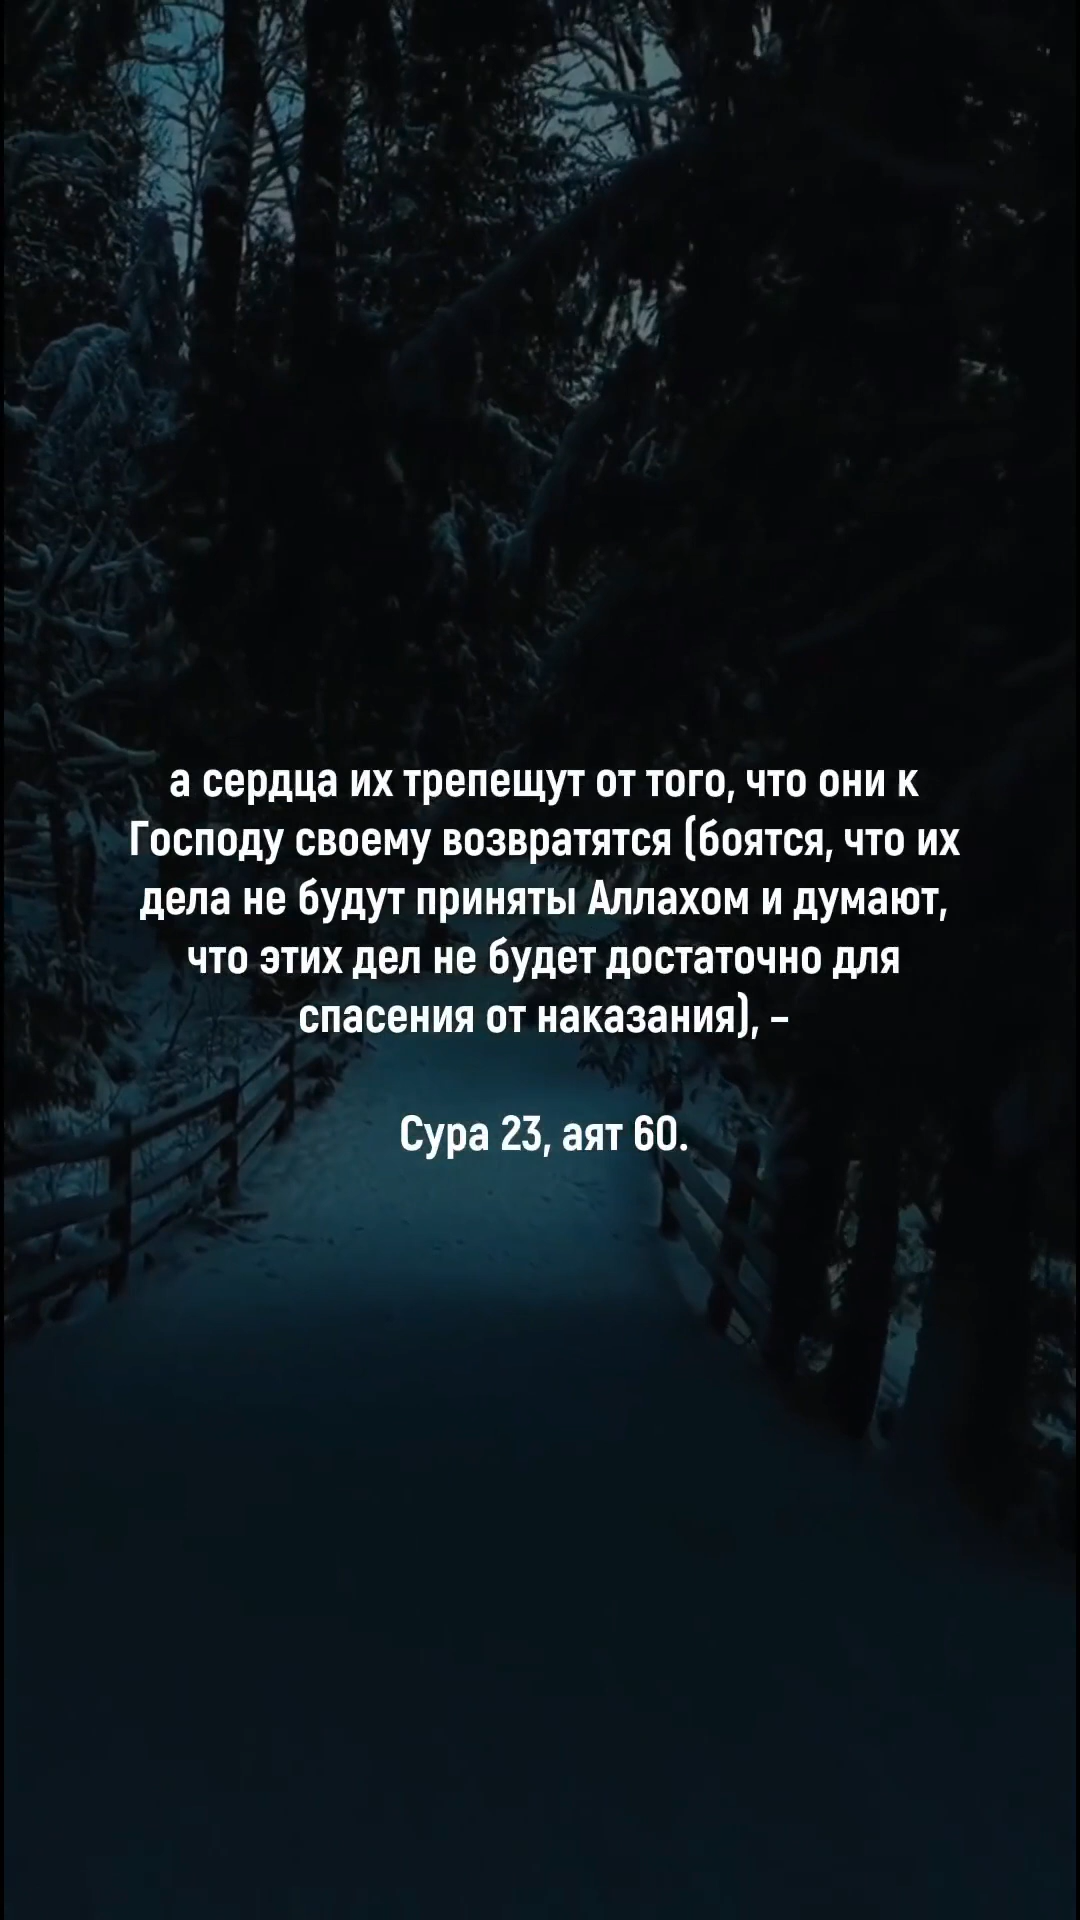 а сердца их трепещут от того, что они к
Господу своему возвратятся (боятся, что их
дела не будут приняты Аллахом и думают,
что этих дел не будет достаточно для
спасения от наказания), –
Сура 23, аят 60.